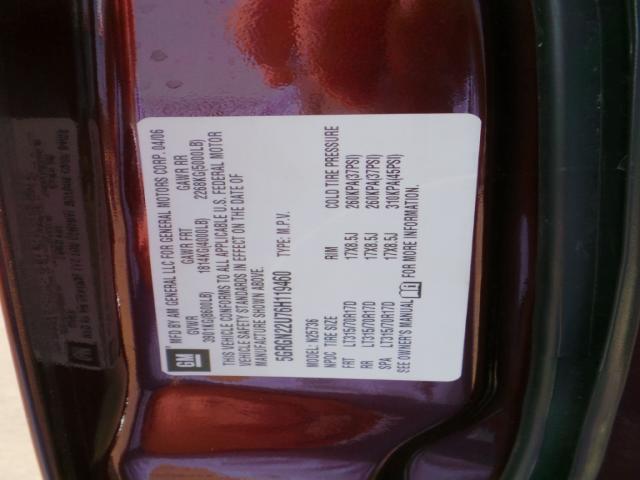 GM
MFD BY AM GENERAL LLC FOR GENERAL MOTORS CORP. 04/06
GVWR GAWR FRT GAWR RR
3901KG(8600LB) 1814KG(4000LB) 2268KG(5000LB)
THIS VEHICLE CONFORMS TO ALL APPLICABLE U.S. FEDERAL MOTOR
VEHICLE SAFETY STANDARDS IN EFFECT ON THE DATE OF
MANUFACTURE SHOWN ABOVE.
5GRGN22U76H119460 TYPE: M.P.V.
MODEL: N25736
NPDC TIRE SIZE RIM COLD TIRE PRESSURE
FRT LT315/70R17D 17X8.5J 260KPA(37PSI)
RR LT315/70R17D 17X8.5J 260KPA(37PSI)
SPA LT315/70R17D 17X8.5J 310KPA(45PSI)
SEE OWNER'S MANUAL FOR MORE INFORMATION.